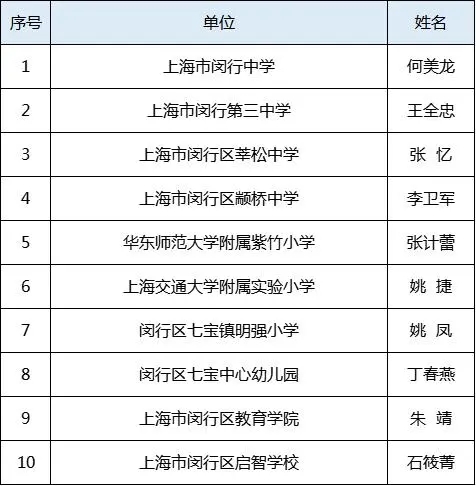 序号 单位 姓名
1 上海市闵行中学 何美龙
2 上海市闵行第三中学 王全忠
3 上海市闵行区莘松中学 张 忆
4 上海市闵行区颛桥中学 李卫军
5 华东师范大学附属紫竹小学 张计蕾
6 上海交通大学附属实验小学 姚 捷
7 闵行区七宝镇明强小学 姚 凤
8 闵行区七宝中心幼儿园 丁春燕
9 上海市闵行区教育学院 朱 靖
10 上海市闵行区启智学校 石筱菁